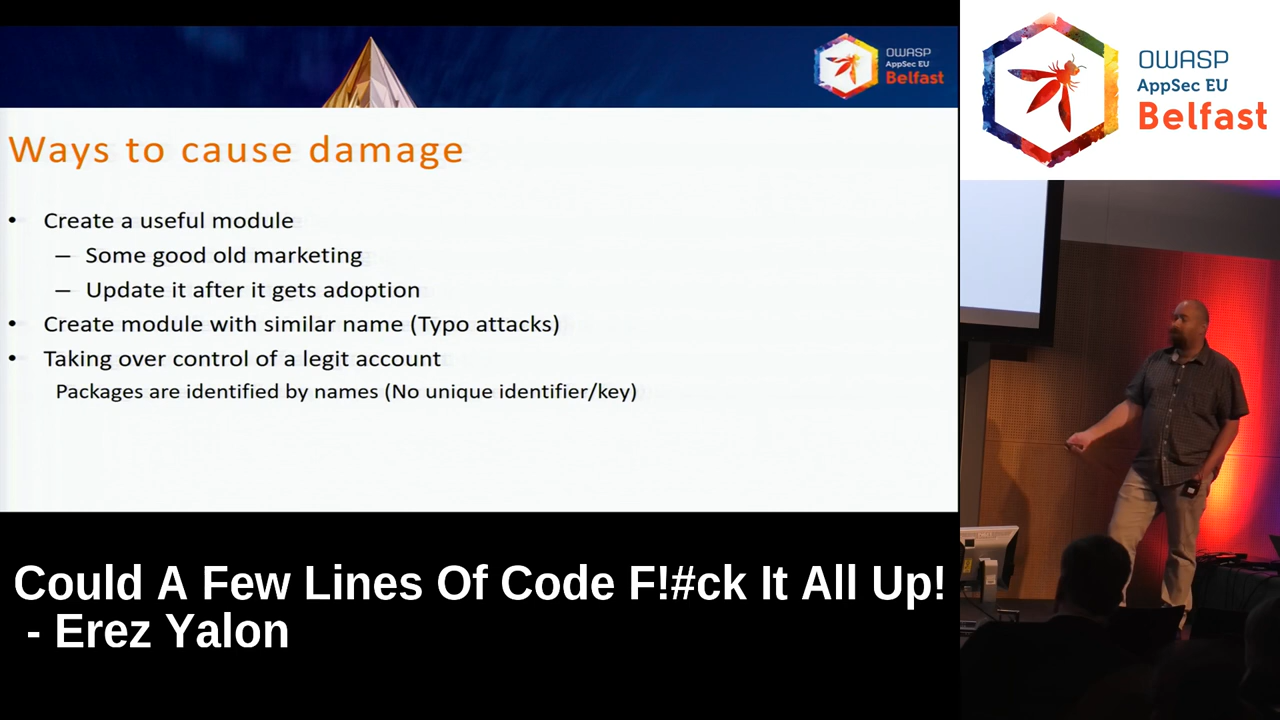 OWASP
AppSec EU
Belfast
Ways to cause damage
• Create a useful module
– Some good old marketing
– Update it after it gets adoption
• Create module with similar name (Typo attacks)
• Taking over control of a legit account
Packages are identified by names (No unique identifier/key)
Could A Few Lines Of Code F!#ck It All Up!
- Erez Yalon
OWASP
AppSec EU
Belfast